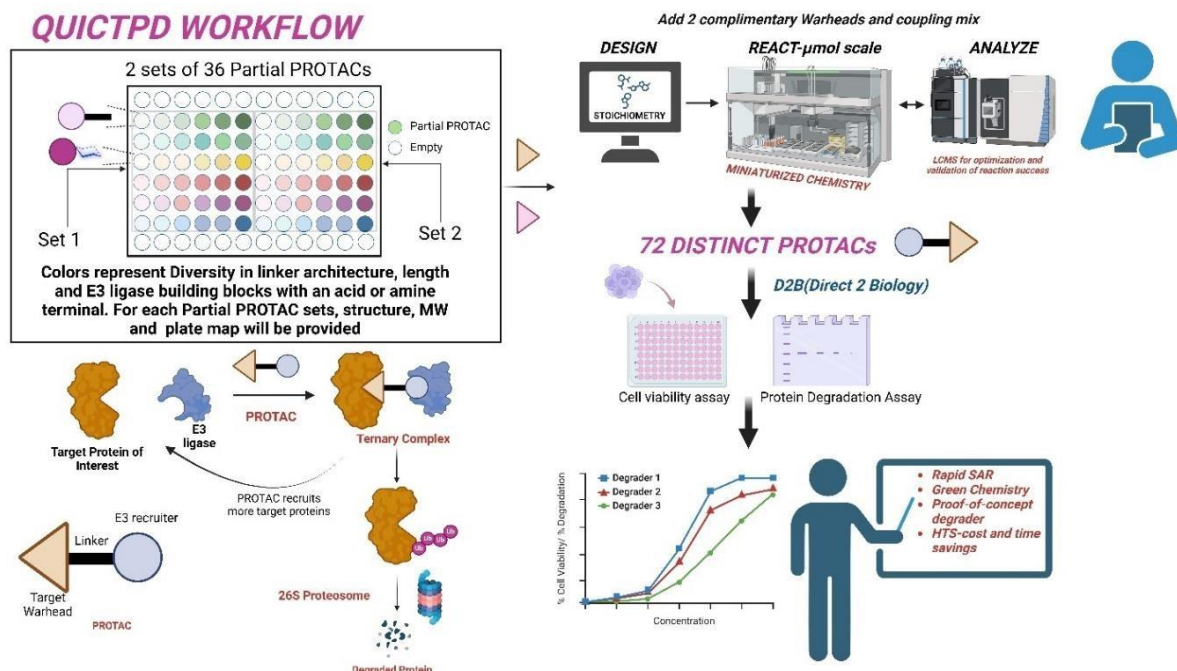 QUICTPD WORKFLOW
2 sets of 36 Partial PROTACs
Partial PROTAC
Empty
Set 1
Set 2
Colors represent Diversity in linker architecture, length
and E3 ligase building blocks with an acid or amine
terminal. For each Partial PROTAC sets, structure, MW
and plate map will be provided
Add 2 complimentary Warheads and coupling mix
DESIGN
REACT-µmol scale
ANALYZE
STOICHIOMETRY
MINIATURIZED CHEMISTRY
LCMS for optimization and
validation of reaction success
72 DISTINCT PROTACs
D2B(Direct 2 Biology)
Cell viability assay
Protein Degradation Assay
Target Protein of
Interest
E3
ligase
PROTAC
Ternary Complex
PROTAC recruits
more target proteins
Ub
Ub
Ub
Ub
26S Proteosome
Degraded Protein
E3 recruiter
Linker
Target
Warhead
PROTAC
% Cell Viability/ % Degradation
Degrader 1
Degrader 2
Degrader 3
Concentration
• Rapid SAR
• Green Chemistry
• Proof-of-concept
degrader
• HTS-cost and time
savings